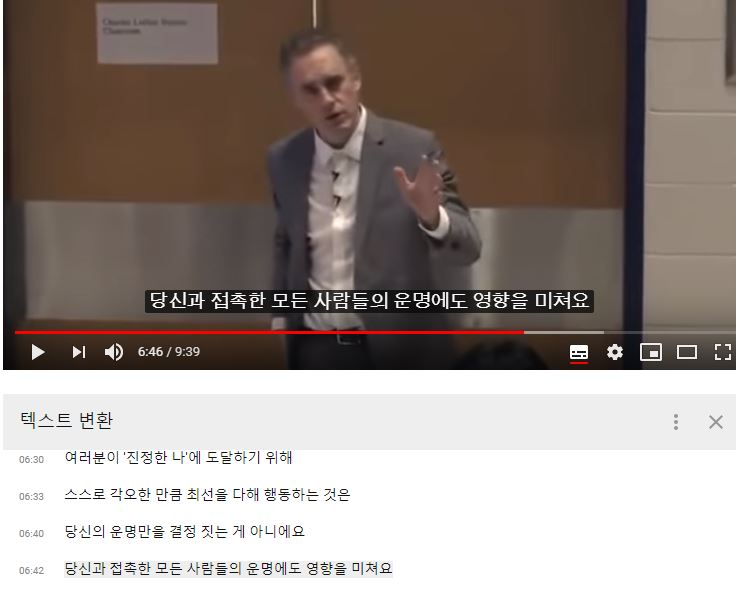 Charles Luther Barnes
Classroom
당신과 접촉한 모든 사람들의 운명에도 영향을 미쳐요
6:46 / 9:39
텍스트 변환
06:30 여러분이 '진정한 나'에 도달하기 위해
06:33 스스로 각오한 만큼 최선을 다해 행동하는 것은
06:40 당신의 운명만을 결정 짓는 게 아니에요
06:42 당신과 접촉한 모든 사람들의 운명에도 영향을 미쳐요